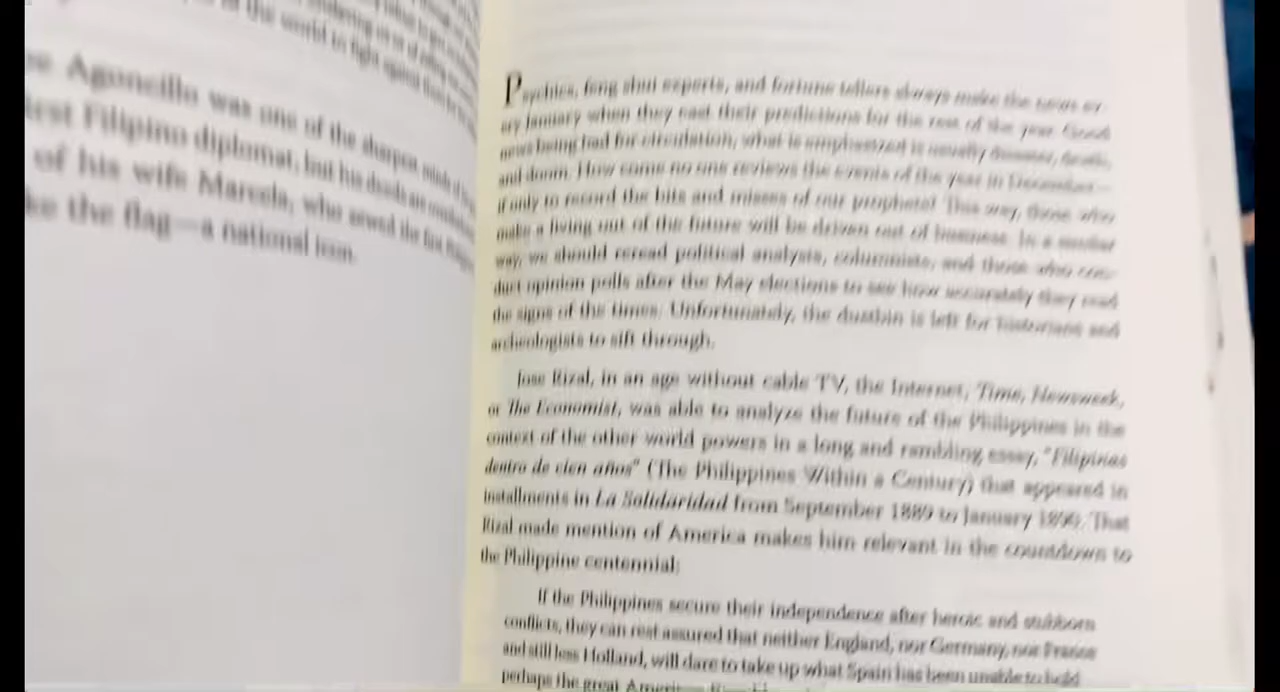 of the world to fight against
Agoncillo was one of the sharpest minds of
Filipino diplomat, but his deeds are
of his wife Marcela, who sewed the first
the flag—a national icon.
Psychics, feng shui experts, and fortune tellers always make the news ev-
ery January when they cast their predictions for the rest of the year. Good
news being bad for circulation, what is emphasized is usually disaster, death,
and doom. How come no one reviews the events of the year in December—
if only to record the hits and misses of our prophets? This way, those who
make a living out of the future will be driven out of business. In a similar
way, we should reread political analysts, columnists, and those who con-
duct opinion polls after the May elections to see how accurately they read
the signs of the times. Unfortunately, the dustbin is left for historians and
archeologists to sift through.
Jose Rizal, in an age without cable TV, the Internet, Time, Newsweek,
or The Economist, was able to analyze the future of the Philippines in the
context of the other world powers in a long and rambling essay, "Filipinas
dentro de cien años" (The Philippines Within a Century) that appeared in
installments in La Solidaridad from September 1889 to January 1890. That
Rizal made mention of America makes him relevant in the countdown to
the Philippine centennial:
If the Philippines secure their independence after heroic and stubborn
conflicts, they can rest assured that neither England, nor Germany, nor France
and still less Holland, will dare to take up what Spain has been unable to hold
perhaps the great American